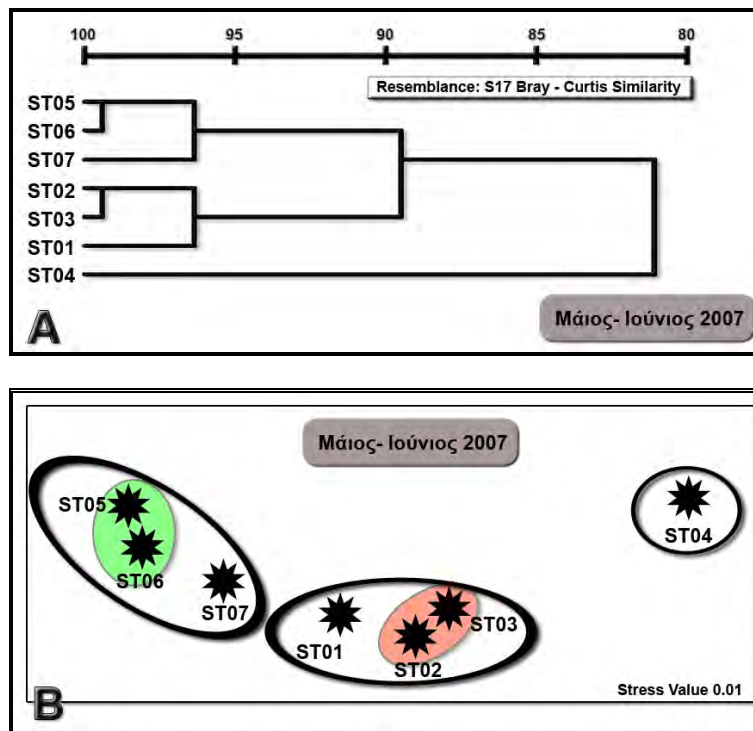 100 95 90 85 80
Resemblance: S17 Bray - Curtis Similarity
ST05
ST06
ST07
ST02
ST03
ST01
ST04
A
Μάιος- Ιούνιος 2007
Μάιος- Ιούνιος 2007
ST05
ST06
ST07
ST01
ST02
ST03
ST04
Stress Value 0.01
B